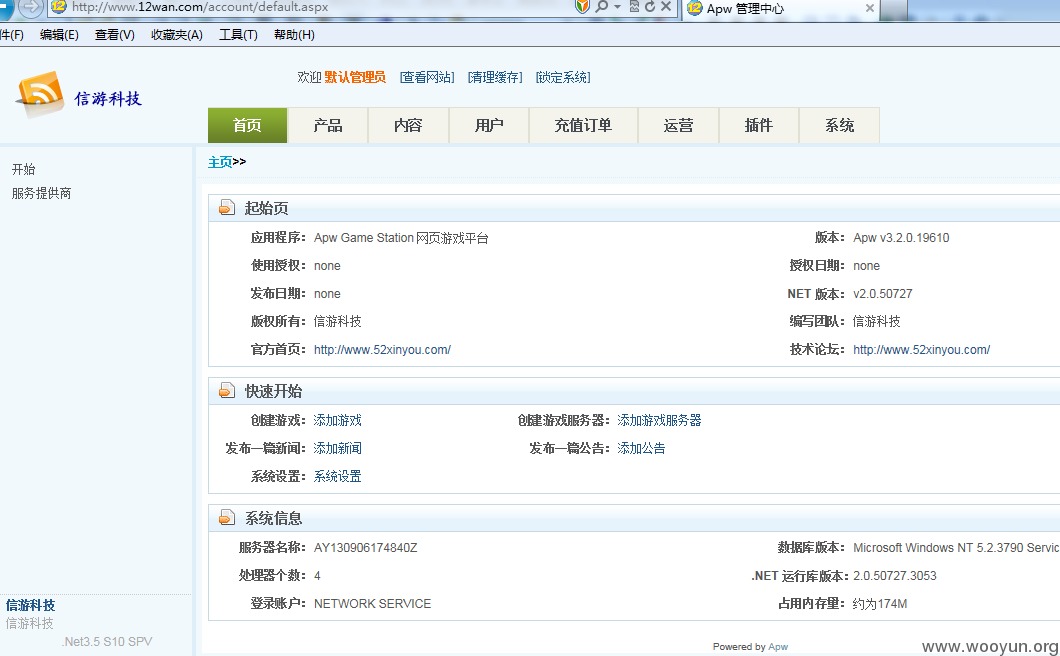 http://www.12wan.com/account/default.aspx
Apw 管理中心
件(F) 编辑(E) 查看(V) 收藏夹(A) 工具(T) 帮助(H)
信游科技
欢迎 默认管理员 [查看网站] [清理缓存] [锁定系统]
首页 产品 内容 用户 充值订单 运营 插件 系统
开始
服务提供商
主页>>
起始页
应用程序: Apw Game Station 网页游戏平台 版本: Apw v3.2.0.19610
使用授权: none 授权日期: none
发布日期: none NET 版本: v2.0.50727
版权所有: 信游科技 编写团队: 信游科技
官方首页: http://www.52xinyou.com/ 技术论坛: http://www.52xinyou.com/
快速开始
创建游戏: 添加游戏 创建游戏服务器: 添加游戏服务器
发布一篇新闻: 添加新闻 发布一篇公告: 添加公告
系统设置: 系统设置
系统信息
服务器名称: AY130906174840Z 数据库版本: Microsoft Windows NT 5.2.3790 Servic
处理器个数: 4 .NET 运行库版本: 2.0.50727.3053
登录账户: NETWORK SERVICE 占用内存量: 约为174M
信游科技
信游科技
.Net3.5 S10 SPV
Powered by Apw
www.wooyun.org